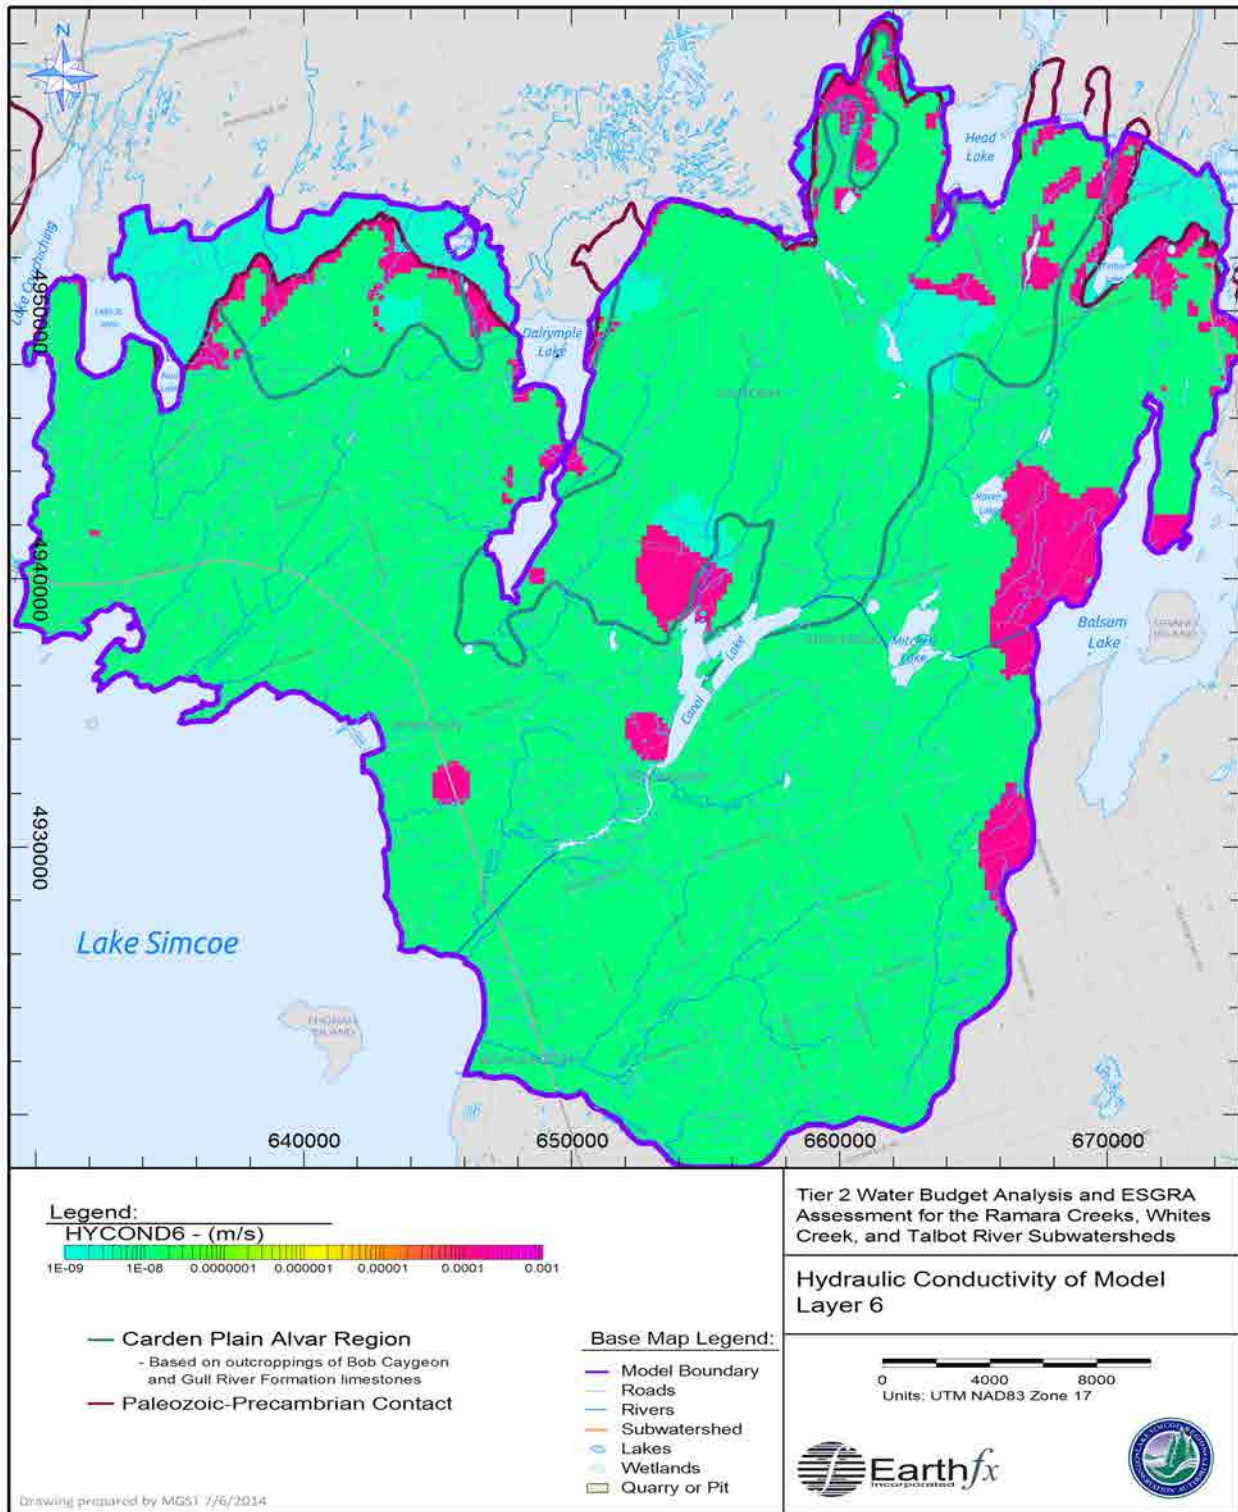 N
Lake Couchiching
Head
Lake
Dalrymple
Lake
4950000
4940000
4930000
Mitchell
Lake
Balsam
Lake
GRAND
ISLAND
Canal
Lake
Lake Simcoe
THORAH
ISLAND
640000
650000
660000
670000
Legend:
HYCOND6 - (m/s)
1E-09 1E-08 0.0000001 0.000001 0.00001 0.0001 0.001
Carden Plain Alvar Region
- Based on outcroppings of Bob Caygeon
and Gull River Formation limestones
Paleozoic-Precambrian Contact
Base Map Legend:
Model Boundary
Roads
Rivers
Subwatershed
Lakes
Wetlands
Quarry or Pit
Tier 2 Water Budget Analysis and ESGRA
Assessment for the Ramara Creeks, Whites
Creek, and Talbot River Subwatersheds
Hydraulic Conductivity of Model
Layer 6
0 4000 8000
Units: UTM NAD83 Zone 17
Earthfx
Incorporated
Drawing prepared by MGST 7/6/2014